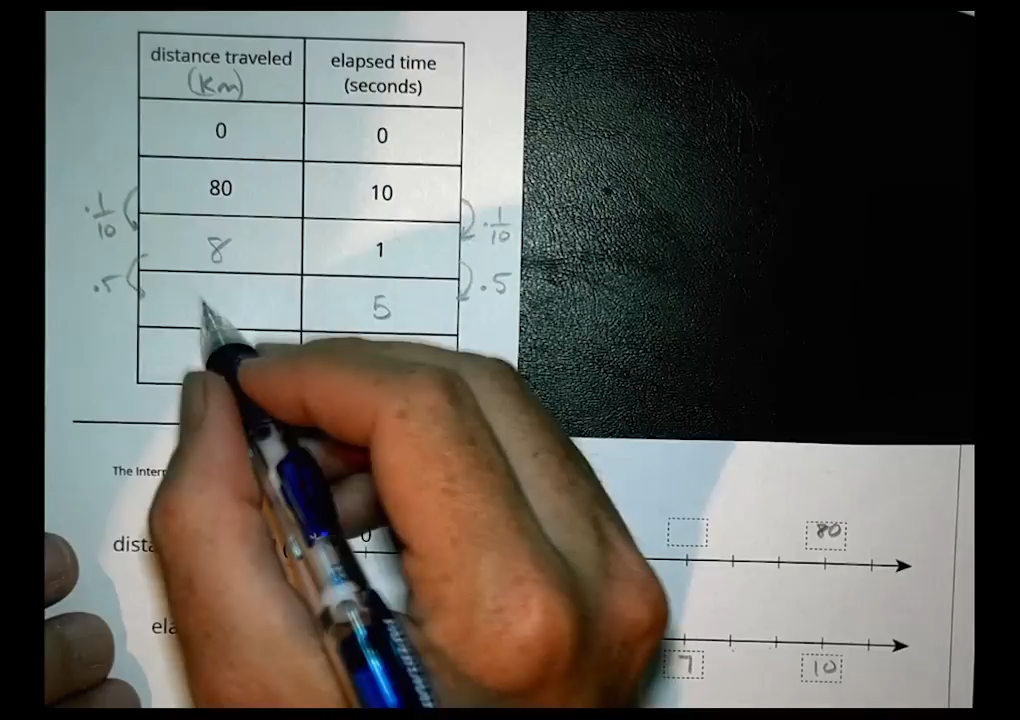 distance traveled
(Km)
elapsed time
(seconds)
0
0
80
10
. 1/10
. 1/10
8
1
.5
.5
5
The Inter
dista
0
80
ela
7
10